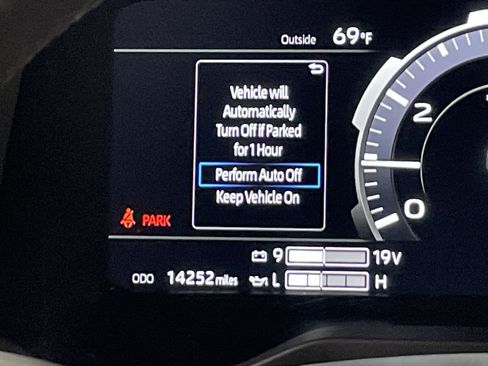 Outside 69°F
Vehicle will
Automatically
Turn Off if Parked
for 1 Hour
Perform Auto Off
Keep Vehicle On
2
0
PARK
9 19V
ODO 14252 miles L H